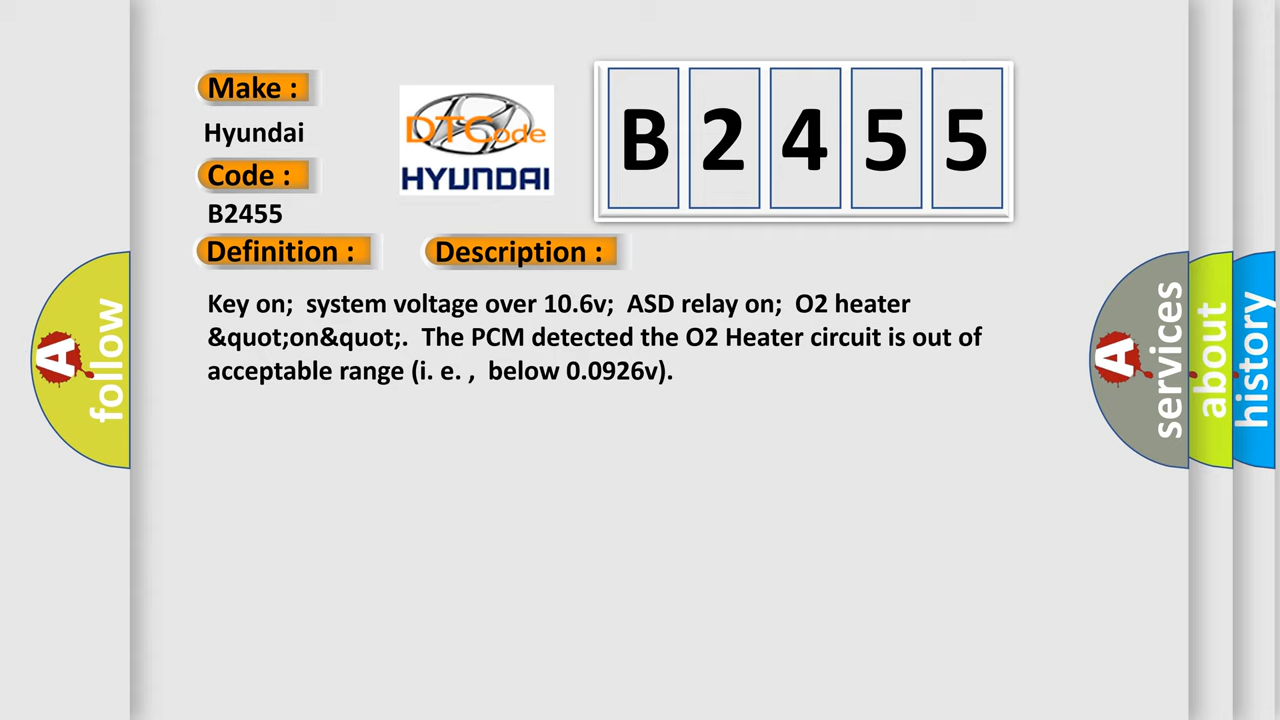 Make :
Hyundai
Code :
B2455
Definition :
Description :
DTCode
HYUNDAI
B 2 4 5 5
Key on;  system voltage over 10.6v;  ASD relay on;  O2 heater
&quot;on&quot;.  The PCM detected the O2 Heater circuit is out of
acceptable range (i. e. ,  below 0.0926v).
A
follow
A
services
about
history